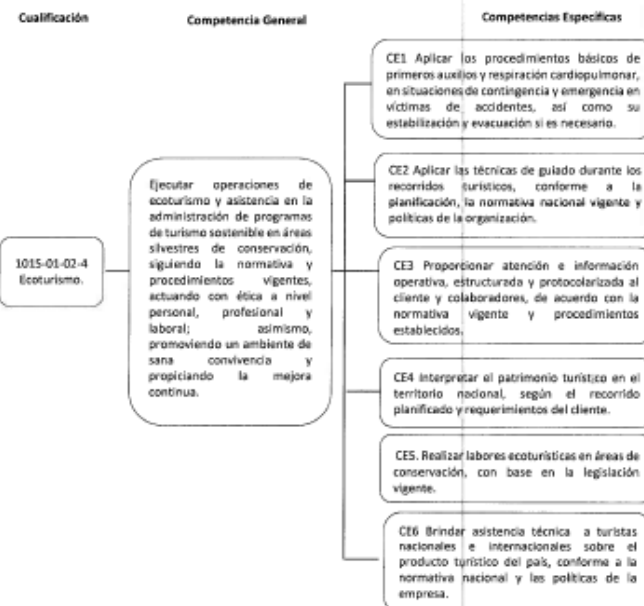 Cualificación
Competencia General
Competencias Específicas
1015-01-02-4
Ecoturismo.
Ejecutar operaciones de
ecoturismo y asistencia en la
administración de programas
de turismo sostenible en áreas
silvestres de conservación,
siguiendo la normativa y
procedimientos vigentes,
actuando con ética a nivel
personal, profesional y
laboral; asimismo,
promoviendo un ambiente de
sana convivencia y
propiciando la mejora
continua.
CE1 Aplicar los procedimientos básicos de
primeros auxilios y respiración cardiopulmonar,
en situaciones de contingencia y emergencia en
víctimas de accidentes, así como su
estabilización y evacuación si es necesario.
CE2 Aplicar las técnicas de guiado durante los
recorridos turísticos, conforme a la
planificación, la normativa nacional vigente y
políticas de la organización.
CE3 Proporcionar atención e información
operativa, estructurada y protocolarizada al
cliente y colaboradores, de acuerdo con la
normativa vigente y procedimientos
establecidos.
CE4 Interpretar el patrimonio turístico en el
territorio nacional, según el recorrido
planificado y requerimientos del cliente.
CE5. Realizar labores ecoturísticas en áreas de
conservación, con base en la legislación
vigente.
CE6 Brindar asistencia técnica a turistas
nacionales e internacionales sobre el
producto turístico del país, conforme a la
normativa nacional y las políticas de la
empresa.